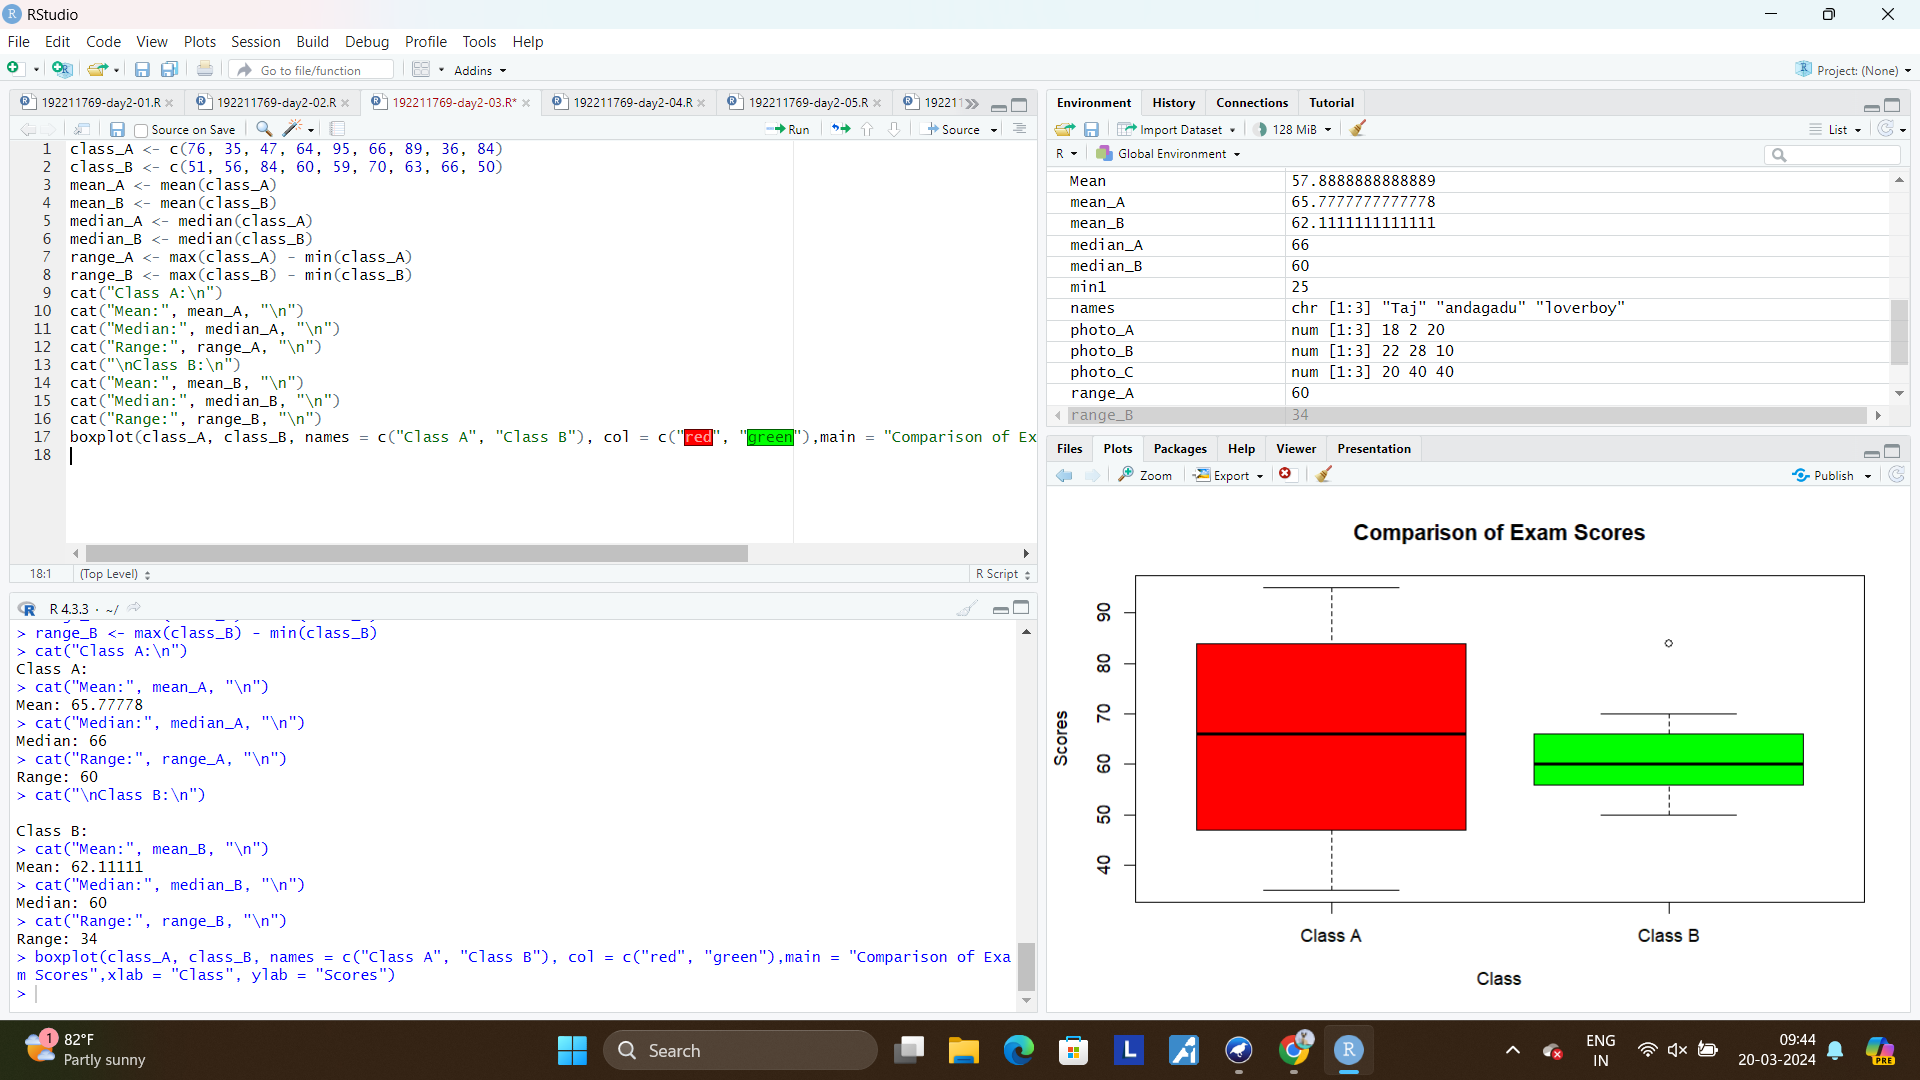 RStudio
File Edit Code View Plots Session Build Debug Profile Tools Help
Go to file/function Addins Project: (None)
192211769-day2-01.R 192211769-day2-02.R 192211769-day2-03.R* 192211769-day2-04.R 192211769-day2-05.R 19221
Source on Save Run Source
1 class_A <- c(76, 35, 47, 64, 95, 66, 89, 36, 84)
2 class_B <- c(51, 56, 84, 60, 59, 70, 63, 66, 50)
3 mean_A <- mean(class_A)
4 mean_B <- mean(class_B)
5 median_A <- median(class_A)
6 median_B <- median(class_B)
7 range_A <- max(class_A) - min(class_A)
8 range_B <- max(class_B) - min(class_B)
9 cat("Class A:\n")
10 cat("Mean:", mean_A, "\n")
11 cat("Median:", median_A, "\n")
12 cat("Range:", range_A, "\n")
13 cat("\nClass B:\n")
14 cat("Mean:", mean_B, "\n")
15 cat("Median:", median_B, "\n")
16 cat("Range:", range_B, "\n")
17 boxplot(class_A, class_B, names = c("Class A", "Class B"), col = c("red", "green"),main = "Comparison of Ex
18
18:1 (Top Level) R Script
R 4.3.3 · ~/
> range_B <- max(class_B) - min(class_B)
> cat("Class A:\n")
Class A:
> cat("Mean:", mean_A, "\n")
Mean: 65.77778
> cat("Median:", median_A, "\n")
Median: 66
> cat("Range:", range_A, "\n")
Range: 60
> cat("\nClass B:\n")
Class B:
> cat("Mean:", mean_B, "\n")
Mean: 62.11111
> cat("Median:", median_B, "\n")
Median: 60
> cat("Range:", range_B, "\n")
Range: 34
> boxplot(class_A, class_B, names = c("Class A", "Class B"), col = c("red", "green"),main = "Comparison of Exa
m Scores",xlab = "Class", ylab = "Scores")
>
Environment History Connections Tutorial
Import Dataset 128 MiB List
R Global Environment
Mean 57.8888888888889
mean_A 65.7777777777778
mean_B 62.1111111111111
median_A 66
median_B 60
min1 25
names chr [1:3] "Taj" "andagadu" "loverboy"
photo_A num [1:3] 18 2 20
photo_B num [1:3] 22 28 10
photo_C num [1:3] 20 40 40
range_A 60
range_B 34
Files Plots Packages Help Viewer Presentation
Zoom Export Publish
Comparison of Exam Scores
Scores
90
80
70
60
50
40
Class A Class B
Class
1 82°F
Partly sunny
Search
L
R
PRE
ENG
IN
09:44
20-03-2024